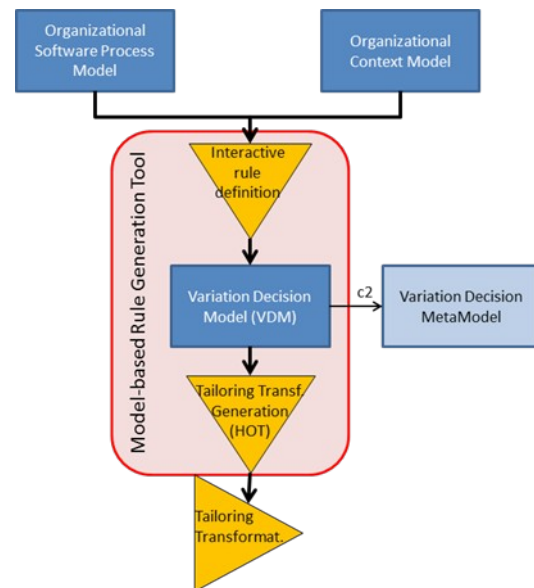 Organizational
Software Process
Model
Organizational
Context Model
Model-based Rule Generation Tool
Interactive
rule
definition
Variation Decision
Model (VDM)
c2
Variation Decision
MetaModel
Tailoring Transf.
Generation
(HOT)
Tailoring
Transformat.